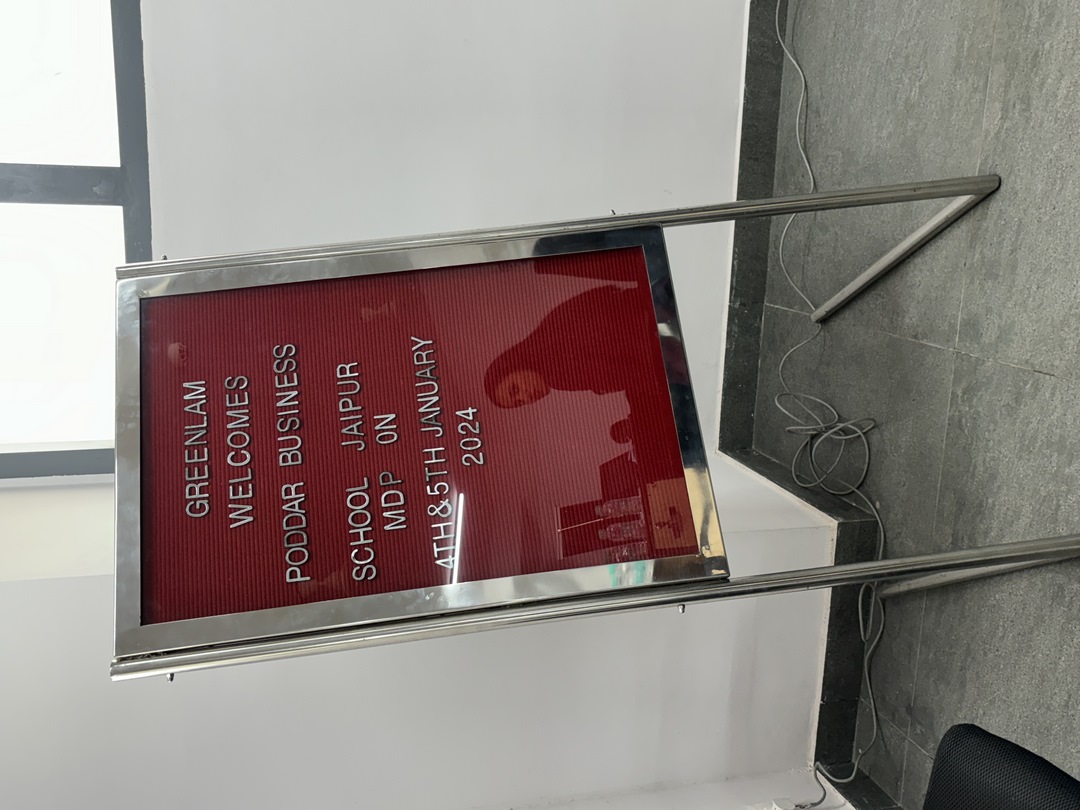 GREENLAM
WELCOMES
PODDAR BUSINESS
SCHOOL JAIPUR
MDP ON
4TH&5TH JANUARY
2024